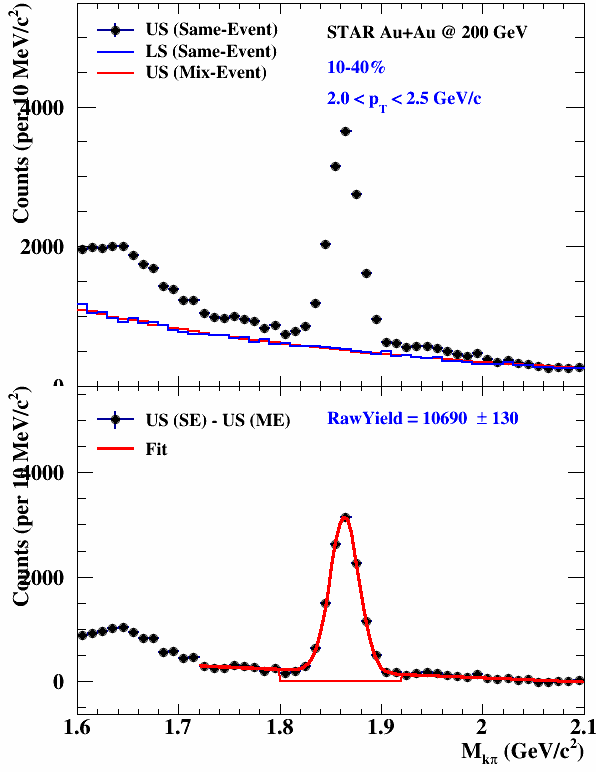 US (Same-Event)
LS (Same-Event)
US (Mix-Event)
STAR Au+Au @ 200 GeV
10-40%
2.0 < p_T < 2.5 GeV/c
Counts (per 10 MeV/c²)
4000
2000
0
US (SE) - US (ME)
Fit
RawYield = 10690 ± 130
Counts (per 10 MeV/c²)
4000
2000
0
1.6 1.7 1.8 1.9 2 2.1
M_kπ (GeV/c²)